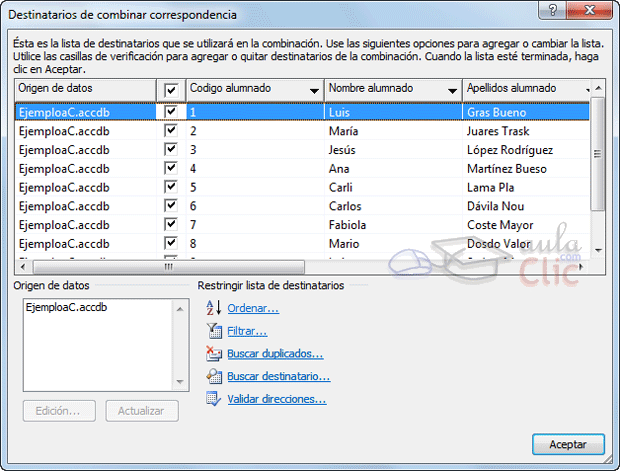 Destinatarios de combinar correspondencia
Ésta es la lista de destinatarios que se utilizará en la combinación. Use las siguientes opciones para agregar o cambiar la lista.
Utilice las casillas de verificación para agregar o quitar destinatarios de la combinación. Cuando la lista esté terminada, haga
clic en Aceptar.
Origen de datos Codigo alumnado Nombre alumnado Apellidos alumnado
EjemploaC.accdb 1 Luis Gras Bueno
EjemploaC.accdb 2 María Juares Trask
EjemploaC.accdb 3 Jesús López Rodríguez
EjemploaC.accdb 4 Ana Martínez Bueso
EjemploaC.accdb 5 Carli Lama Pla
EjemploaC.accdb 6 Carlos Dávila Nou
EjemploaC.accdb 7 Fabiola Coste Mayor
EjemploaC.accdb 8 Mario Dosdo Valor
aula
.com
Clic
Origen de datos
EjemploaC.accdb
Edición...
Actualizar
Restringir lista de destinatarios
Ordenar...
Filtrar...
Buscar duplicados...
Buscar destinatario...
Validar direcciones...
Aceptar